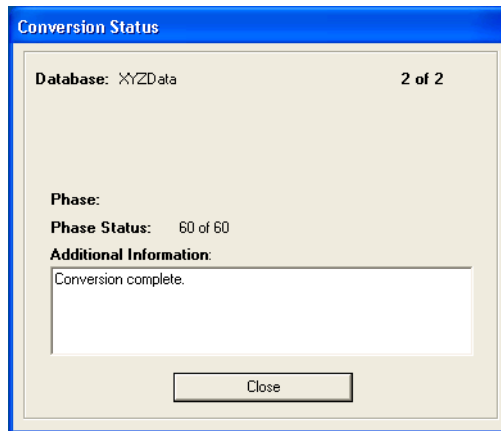 Conversion Status
Database: XYZData 2 of 2
Phase:
Phase Status: 60 of 60
Additional Information:
Conversion complete.
Close